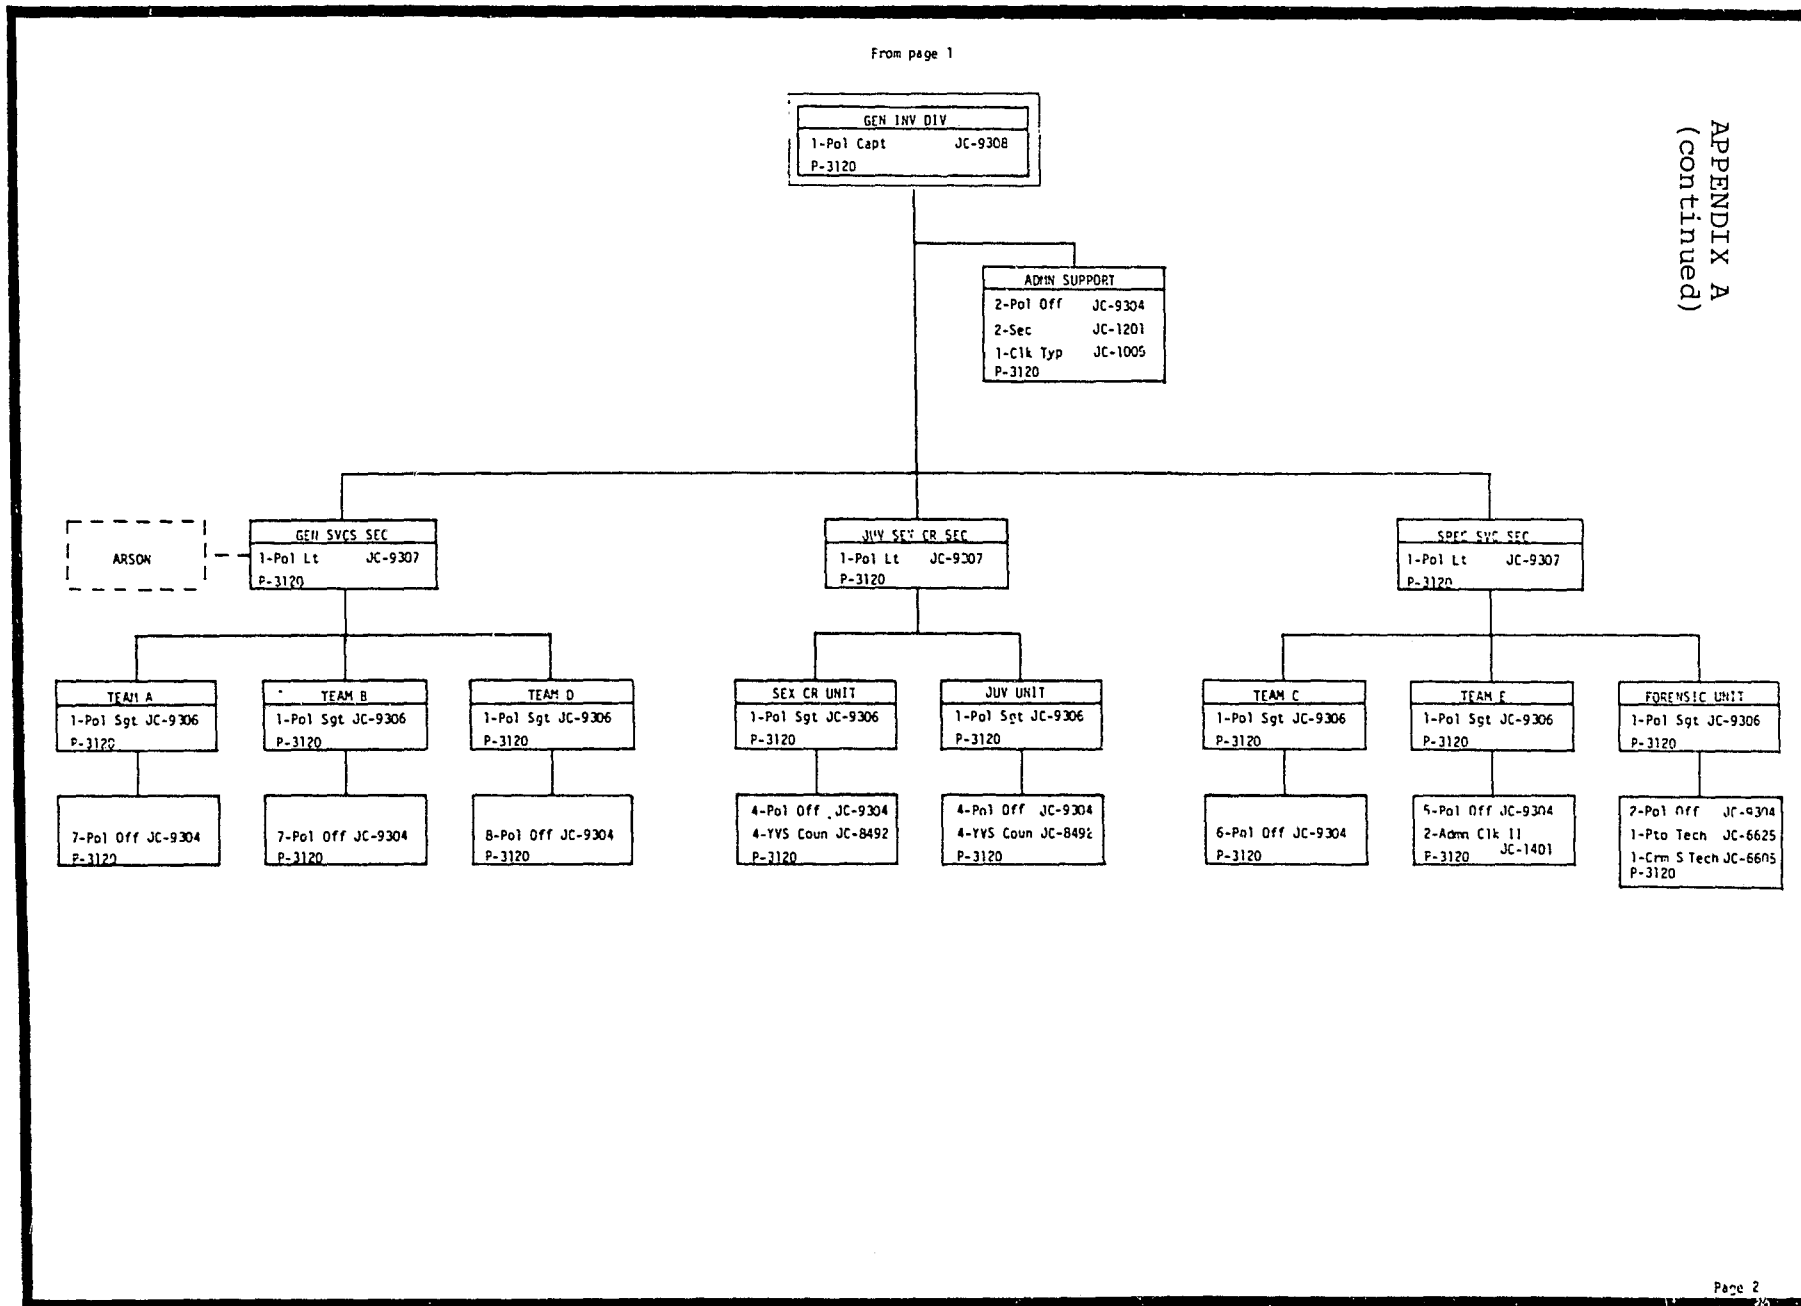 From page 1
APPENDIX A
(continued)
GEN INV DIV
1-Pol Capt JC-9308
P-3120
ADMN SUPPORT
2-Pol Off JC-9304
2-Sec JC-1201
1-Clk Typ JC-1005
P-3120
ARSON
GEN SVCS SEC
1-Pol Lt JC-9307
P-3120
JUV SEX CR SEC
1-Pol Lt JC-9307
P-3120
SPEC SVC SEC
1-Pol Lt JC-9307
P-3120
TEAM A
1-Pol Sgt JC-9306
P-3120
7-Pol Off JC-9304
P-3120
TEAM B
1-Pol Sgt JC-9306
P-3120
7-Pol Off JC-9304
P-3120
TEAM D
1-Pol Sgt JC-9306
P-3120
8-Pol Off JC-9304
P-3120
SEX CR UNIT
1-Pol Sgt JC-9306
P-3120
4-Pol Off JC-9304
4-YVS Coun JC-8492
P-3120
JUV UNIT
1-Pol Sgt JC-9306
P-3120
4-Pol Off JC-9304
4-YVS Coun JC-8492
P-3120
TEAM C
1-Pol Sgt JC-9306
P-3120
6-Pol Off JC-9304
P-3120
TEAM E
1-Pol Sgt JC-9306
P-3120
5-Pol Off JC-9304
2-Admn Clk II
JC-1401
P-3120
FORENSIC UNIT
1-Pol Sgt JC-9306
P-3120
2-Pol Off JC-9304
1-Pto Tech JC-6625
1-Crm S Tech JC-6605
P-3120
Page 2